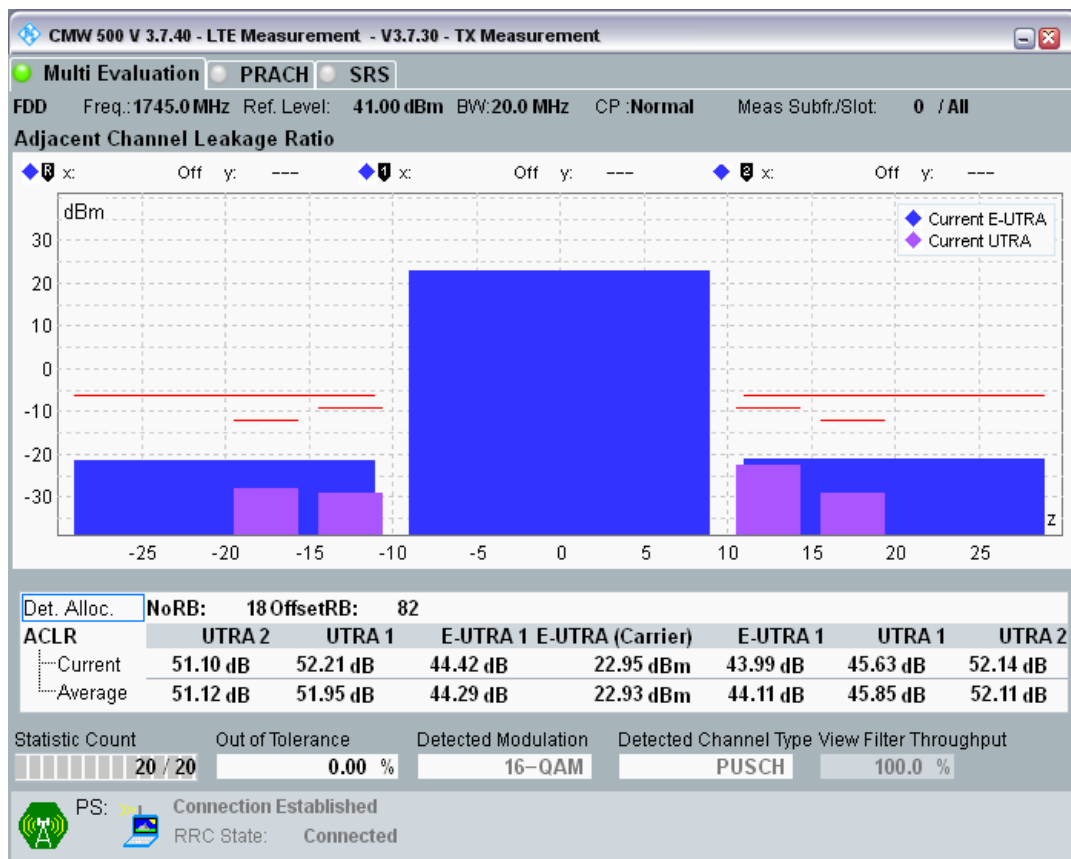 CMW 500 V 3.7.40 - LTE Measurement - V3.7.30 - TX Measurement
Multi Evaluation PRACH SRS
FDD Freq.:1745.0 MHz Ref. Level: 41.00 dBm BW:20.0 MHz CP :Normal Meas Subfr./Slot: 0 / All
Adjacent Channel Leakage Ratio
R x: Off y: --- 1 x: Off y: --- 2 x: Off y: ---
dBm
Current E-UTRA
Current UTRA
30
20
10
0
-10
-20
-30
z
-25 -20 -15 -10 -5 0 5 10 15 20 25
Det. Alloc. NoRB: 18 OffsetRB: 82
ACLR UTRA 2 UTRA 1 E-UTRA 1 E-UTRA (Carrier) E-UTRA 1 UTRA 1 UTRA 2
Current 51.10 dB 52.21 dB 44.42 dB 22.95 dBm 43.99 dB 45.63 dB 52.14 dB
Average 51.12 dB 51.95 dB 44.29 dB 22.93 dBm 44.11 dB 45.85 dB 52.11 dB
Statistic Count Out of Tolerance Detected Modulation Detected Channel Type View Filter Throughput
20 / 20 0.00 % 16-QAM PUSCH 100.0 %
PS: Connection Established
RRC State: Connected